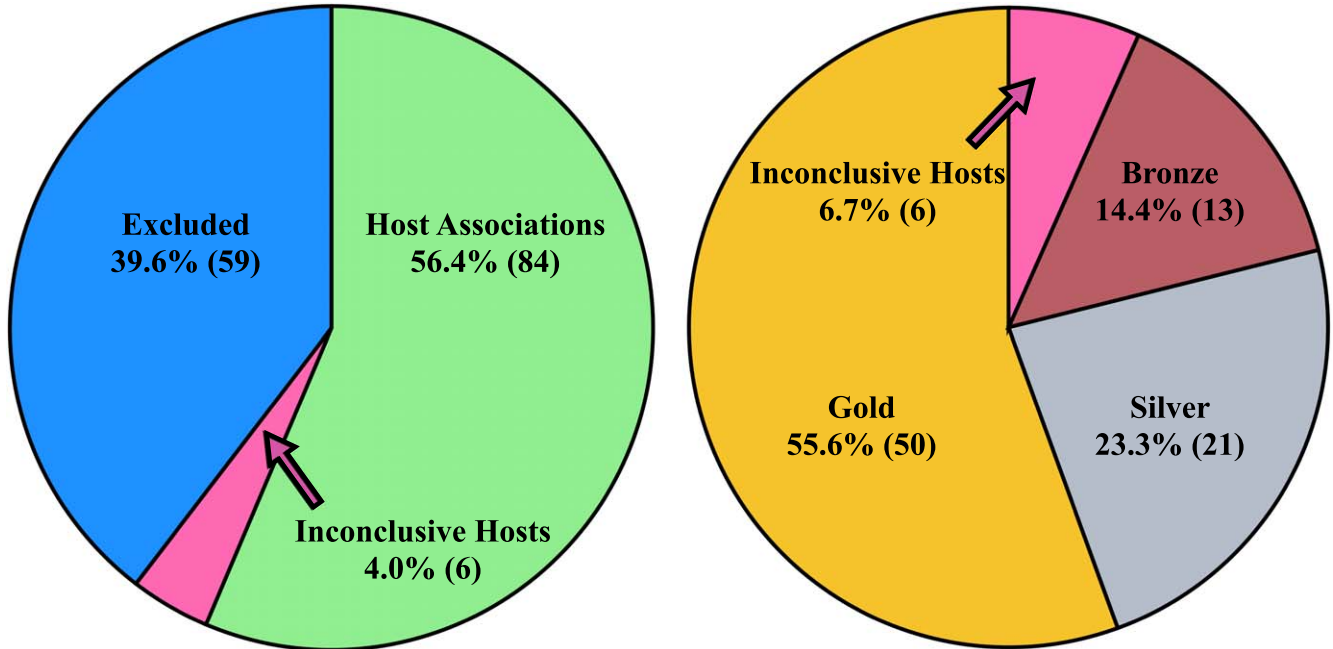 Excluded
39.6% (59)
Host Associations
56.4% (84)
Inconclusive Hosts
4.0% (6)
Inconclusive Hosts
6.7% (6)
Bronze
14.4% (13)
Gold
55.6% (50)
Silver
23.3% (21)